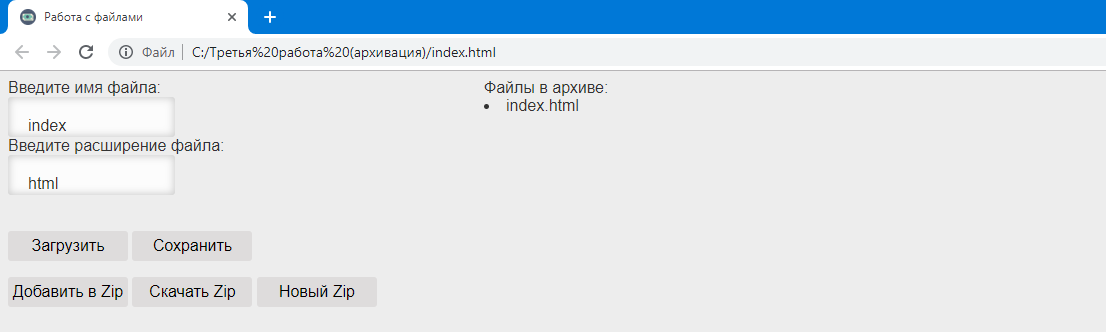 Работа с файлами
Файл C:/Третья%20работа%20(архивация)/index.html
Введите имя файла:
index
Введите расширение файла:
html
Загрузить Сохранить
Добавить в Zip Скачать Zip Новый Zip
Файлы в архиве:
index.html